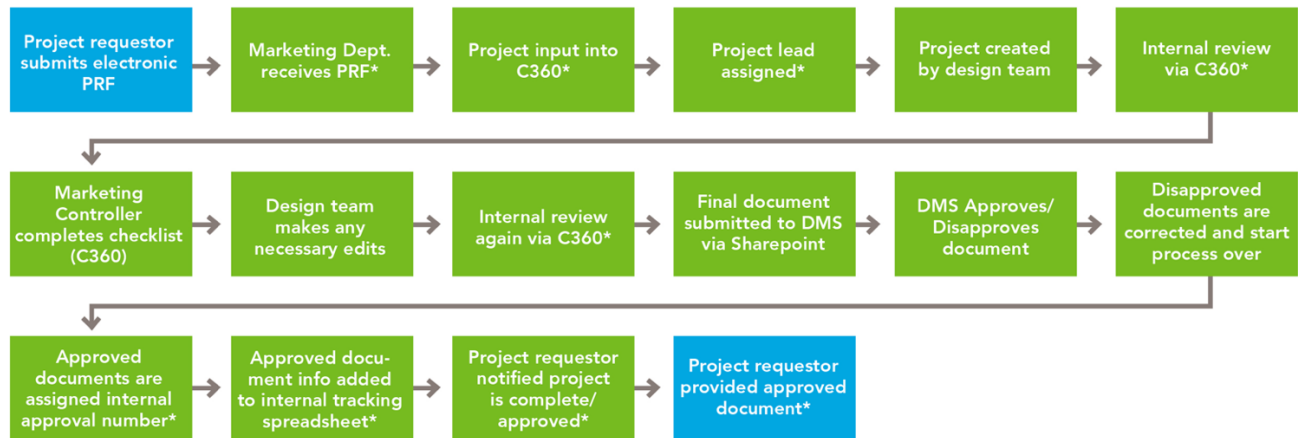 Project requestor
submits electronic
PRF
Marketing Dept.
receives PRF*
Project input into
C360*
Project lead
assigned*
Project created
by design team
Internal review
via C360*
Marketing
Controller
completes checklist
(C360)
Design team
makes any
necessary edits
Internal review
again via C360*
Final document
submitted to DMS
via Sharepoint
DMS Approves/
Disapproves
document
Disapproved
documents are
corrected and start
process over
Approved
documents are
assigned internal
approval number*
Approved docu-
ment info added
to internal tracking
spreadsheet*
Project requestor
notified project
is complete/
approved*
Project requestor
provided approved
document*